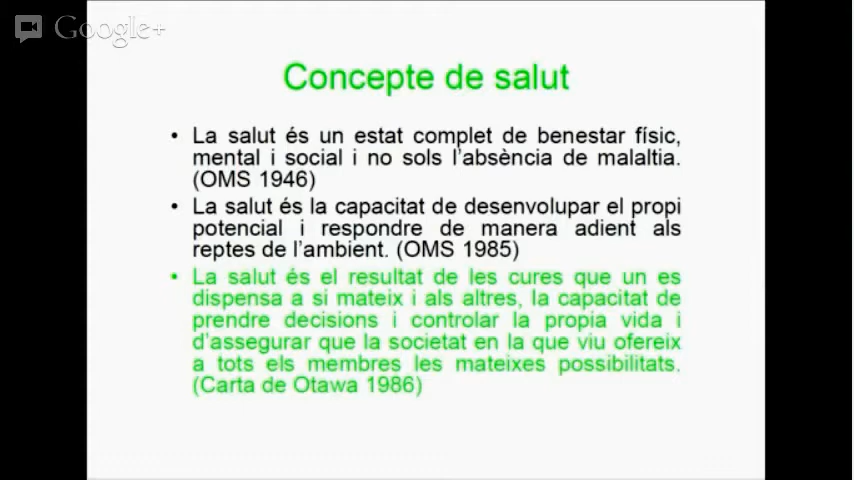 Google+
Concepte de salut
• La salut és un estat complet de benestar físic,
mental i social i no sols l'absència de malaltia.
(OMS 1946)
• La salut és la capacitat de desenvolupar el propi
potencial i respondre de manera adient als
reptes de l'ambient. (OMS 1985)
• La salut és el resultat de les cures que un es
dispensa a si mateix i als altres, la capacitat de
prendre decisions i controlar la propia vida i
d'assegurar que la societat en la que viu ofereix
a tots els membres les mateixes possibilitats.
(Carta de Otawa 1986)